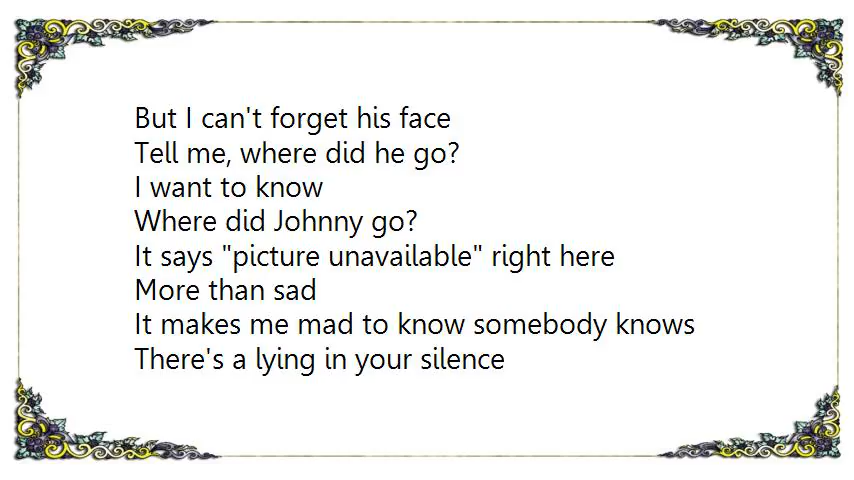 But I can't forget his face
Tell me, where did he go?
I want to know
Where did Johnny go?
It says "picture unavailable" right here
More than sad
It makes me mad to know somebody knows
There's a lying in your silence